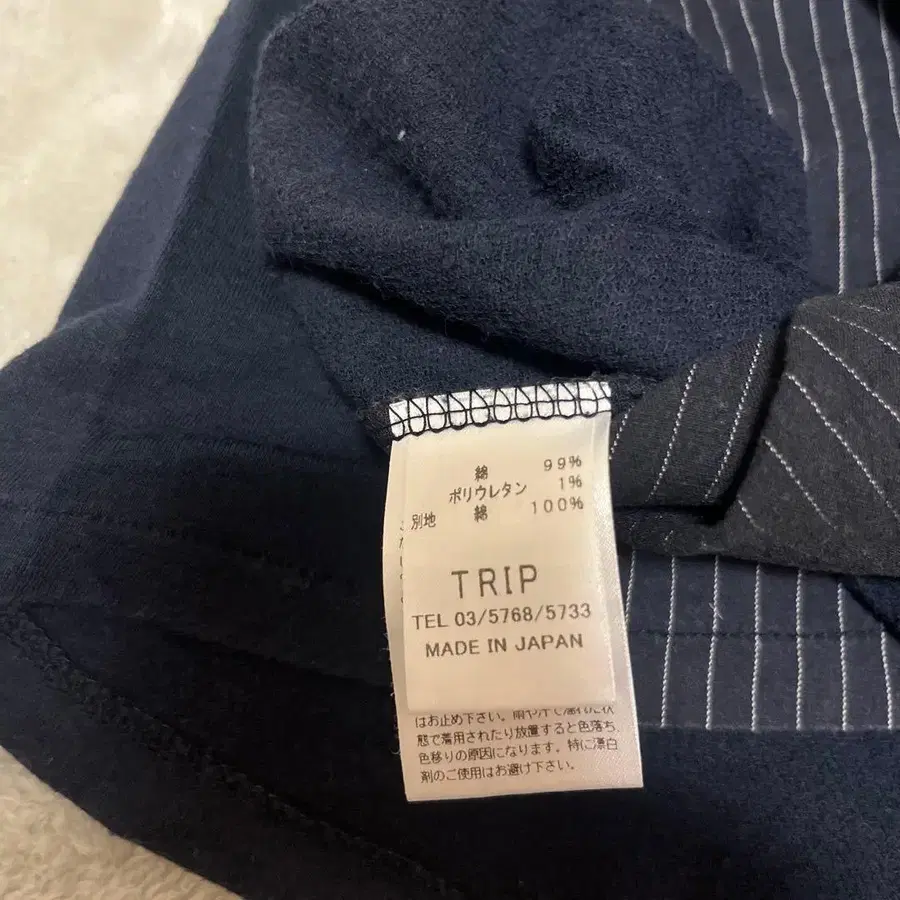 綿 99%
ポリウレタン 1%
別地 綿 100%
TRIP
TEL 03/5768/5733
MADE IN JAPAN
はお止め下さい。雨や汗で濡れた状
態で着用されたり放置すると色落ち、
色移りの原因になります。特に漂白
剤のご使用はお避け下さい。